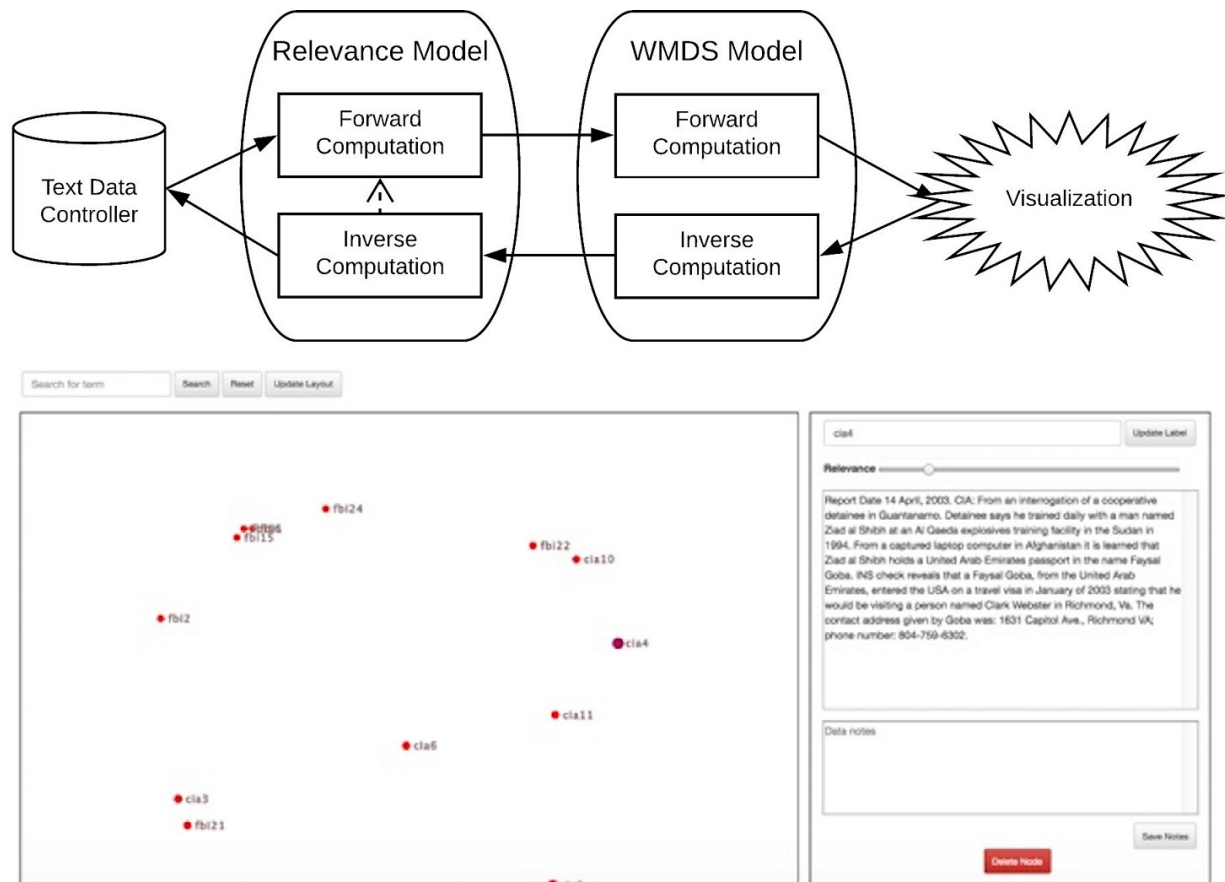 Relevance Model
WMDS Model
Forward
Computation
Forward
Computation
Text Data
Controller
Visualization
Inverse
Computation
Inverse
Computation
Search for term
Search
Reset
Update Layout
cia4
Update Label
Relevance
Report Date 14 April, 2003. CIA: From an interrogation of a cooperative
detainee in Guantanamo. Detainee says he trained daily with a man named
Ziad al Shibh at an Al Qaeda explosives training facility in the Sudan in
1994. From a captured laptop computer in Afghanistan it is learned that
Ziad al Shibh holds a United Arab Emirates passport in the name Faysal
Goba. INS check reveals that a Faysal Goba, from the United Arab
Emirates, entered the USA on a travel visa in January of 2003 stating that he
would be visiting a person named Clark Webster in Richmond, Va. The
contact address given by Goba was: 1631 Capitol Ave., Richmond VA;
phone number: 804-759-6302.
fbi24
fbi15
fbi22
cia10
fbi2
cia4
cia11
cia6
cia3
fbi21
Data notes
Save Notes
Delete Node